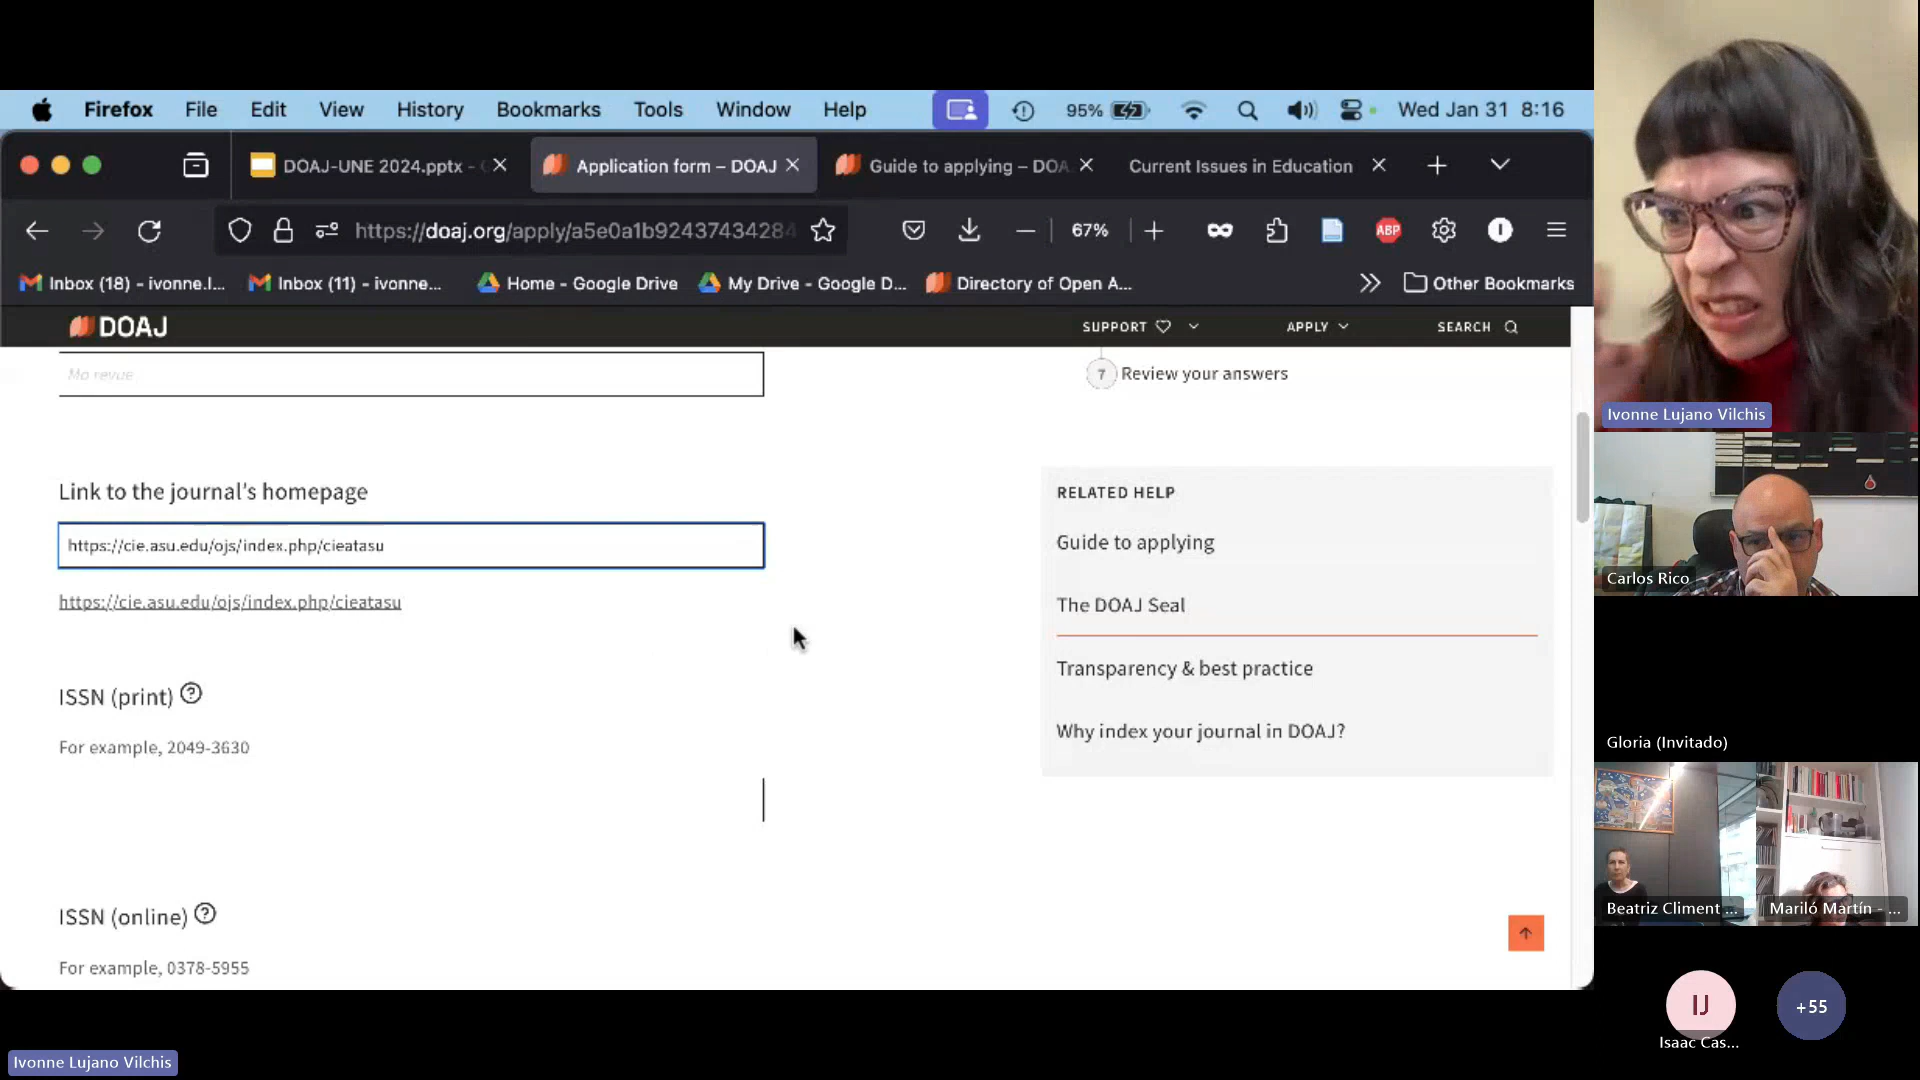 Firefox File Edit View History Bookmarks Tools Window Help 95% Wed Jan 31 8:16
DOAJ-UNE 2024.pptx - Application form – DOAJ Guide to applying – DOA Current Issues in Education
https://doaj.org/apply/a5e0a1b92437434284 67% ABP I
Inbox (18) - ivonne.l... Inbox (11) - ivonne... Home - Google Drive My Drive - Google D... Directory of Open A... Other Bookmarks
DOAJ SUPPORT APPLY SEARCH
Ma revue
7 Review your answers
Link to the journal's homepage
https://cie.asu.edu/ojs/index.php/cieatasu
https://cie.asu.edu/ojs/index.php/cieatasu
ISSN (print) ?
For example, 2049-3630
ISSN (online) ?
For example, 0378-5955
RELATED HELP
Guide to applying
The DOAJ Seal
Transparency & best practice
Why index your journal in DOAJ?
Ivonne Lujano Vilchis
Carlos Rico
Gloria (Invitado)
Beatriz Climent ... Mariló Martín - ...
IJ +55
Isaac Cas...
Ivonne Lujano Vilchis